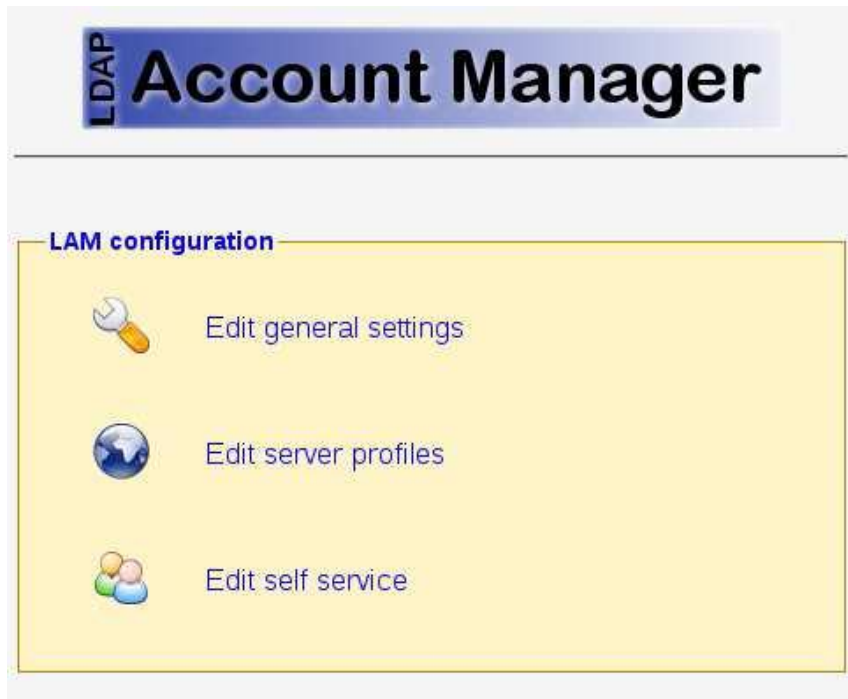 LDAP Account Manager
LAM configuration
Edit general settings
Edit server profiles
Edit self service